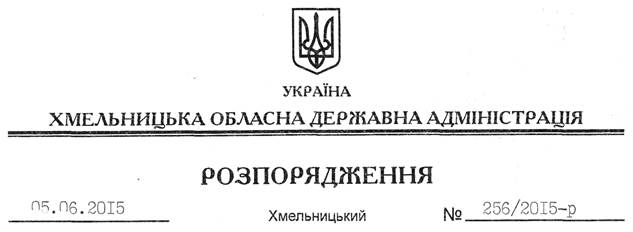 УКРАЇНА
ХМЕЛЬНИЦЬКА ОБЛАСНА ДЕРЖАВНА АДМІНІСТРАЦІЯ
РОЗПОРЯДЖЕННЯ
05.06.2015 Хмельницький № 256/2015-р